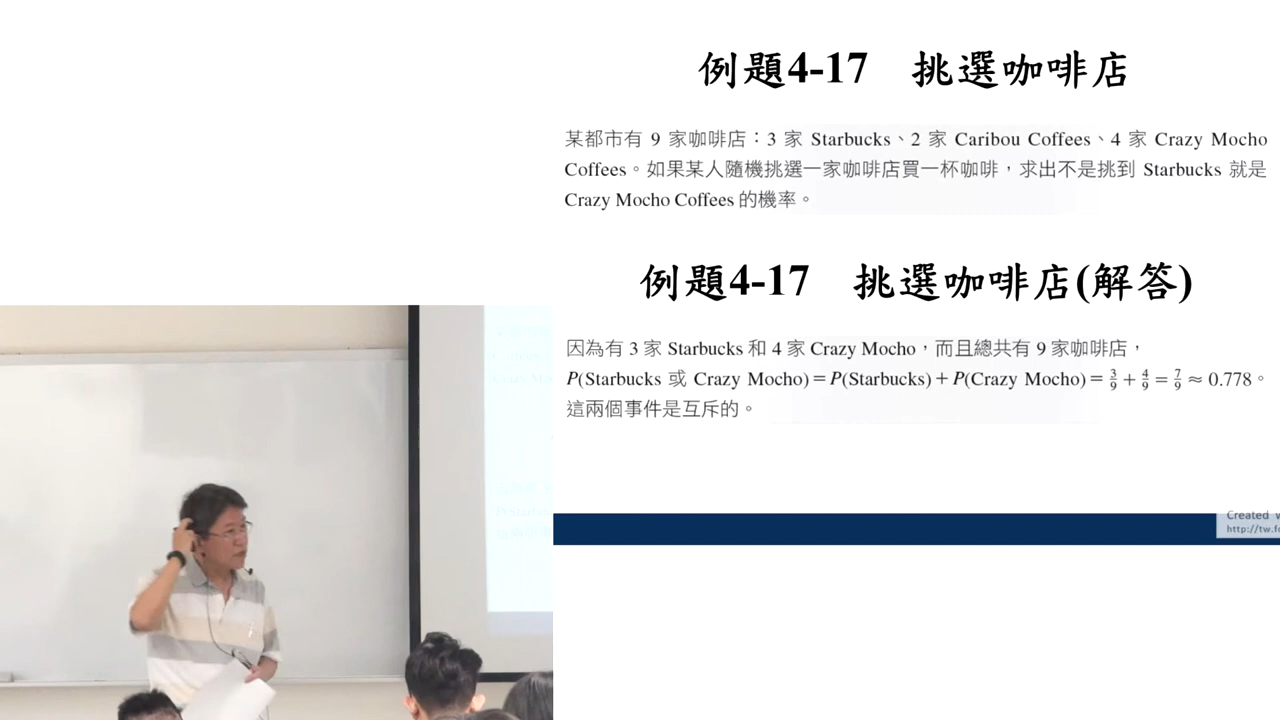 例題4-17 挑選咖啡店
某都市有 9 家咖啡店：3 家 Starbucks、2 家 Caribou Coffees、4 家 Crazy Mocho
Coffees。如果某人隨機挑選一家咖啡店買一杯咖啡，求出不是挑到 Starbucks 就是
Crazy Mocho Coffees 的機率。
例題4-17 挑選咖啡店(解答)
因為有 3 家 Starbucks 和 4 家 Crazy Mocho，而且總共有 9 家咖啡店，
P(Starbucks 或 Crazy Mocho)＝P(Starbucks)＋P(Crazy Mocho)＝3/9＋4/9＝7/9≈0.778。
這兩個事件是互斥的。
Created
http://tw.f